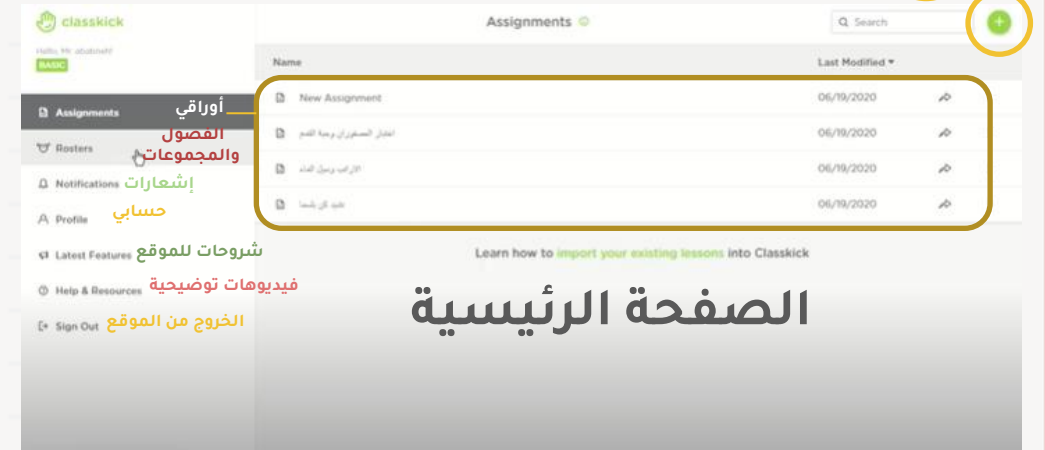 classkick
Assignments
Search
Hello, Mr ababneh!
BASIC
Name
Last Modified
Assignments
أوراقي
New Assignment
06/19/2020
الفصول
والمجموعات
Rosters
06/19/2020
Notifications
إشعارات
06/19/2020
Profile
حسابي
06/19/2020
Latest Features
شروحات للموقع
Learn how to import your existing lessons into Classkick
Help & Resources
فيديوهات توضيحية
الصفحة الرئيسية
Sign Out
الخروج من الموقع